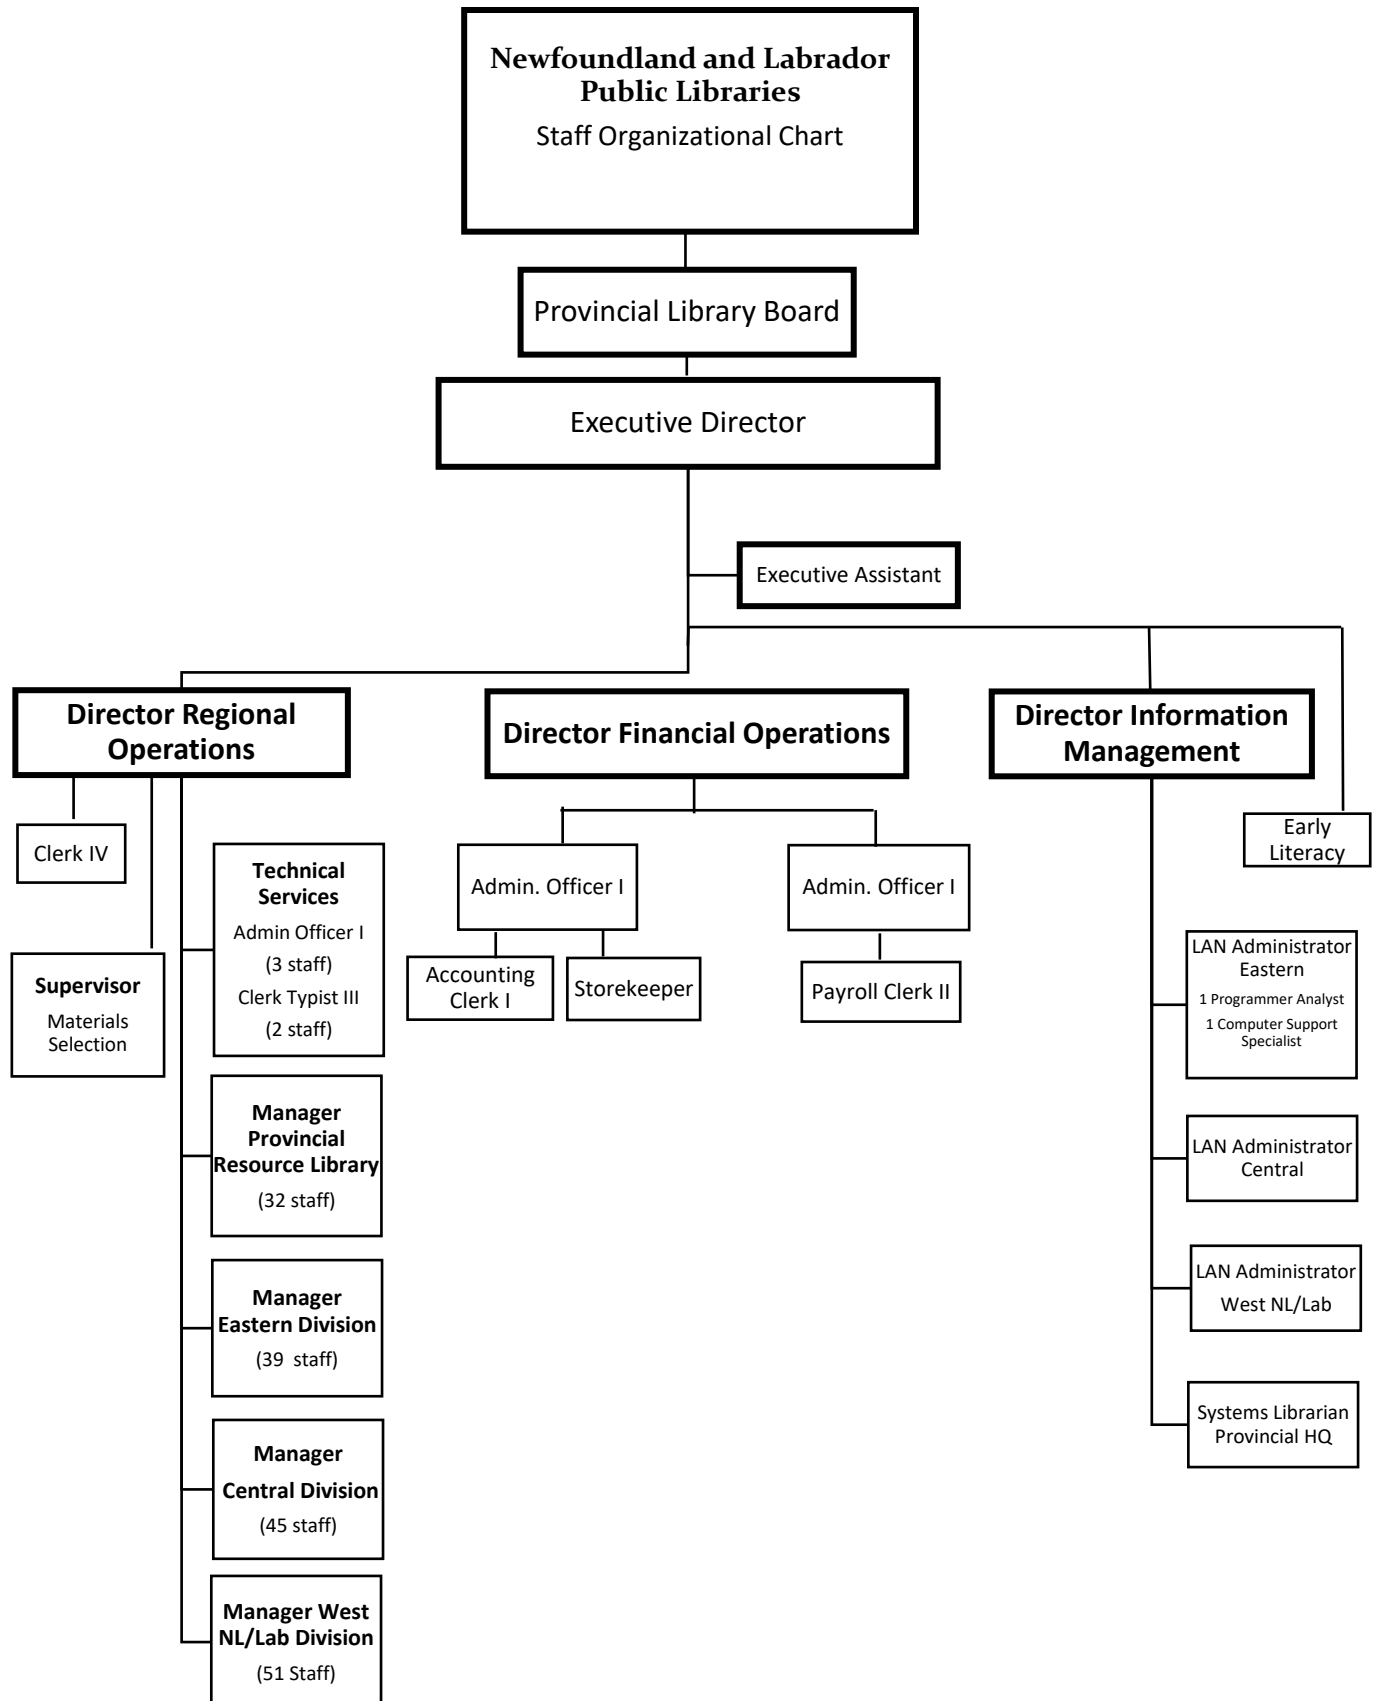 Newfoundland and Labrador
Public Libraries
Staff Organizational Chart
Provincial Library Board
Executive Director
Executive Assistant
Director Regional
Operations
Clerk IV
Supervisor
Materials
Selection
Technical
Services
Admin Officer I
(3 staff)
Clerk Typist III
(2 staff)
Manager
Provincial
Resource Library
(32 staff)
Manager
Eastern Division
(39 staff)
Manager
Central Division
(45 staff)
Manager West
NL/Lab Division
(51 Staff)
Director Financial Operations
Admin. Officer I
Accounting
Clerk I
Storekeeper
Admin. Officer I
Payroll Clerk II
Director Information
Management
LAN Administrator
Eastern
1 Programmer Analyst
1 Computer Support
Specialist
LAN Administrator
Central
LAN Administrator
West NL/Lab
Systems Librarian
Provincial HQ
Early
Literacy